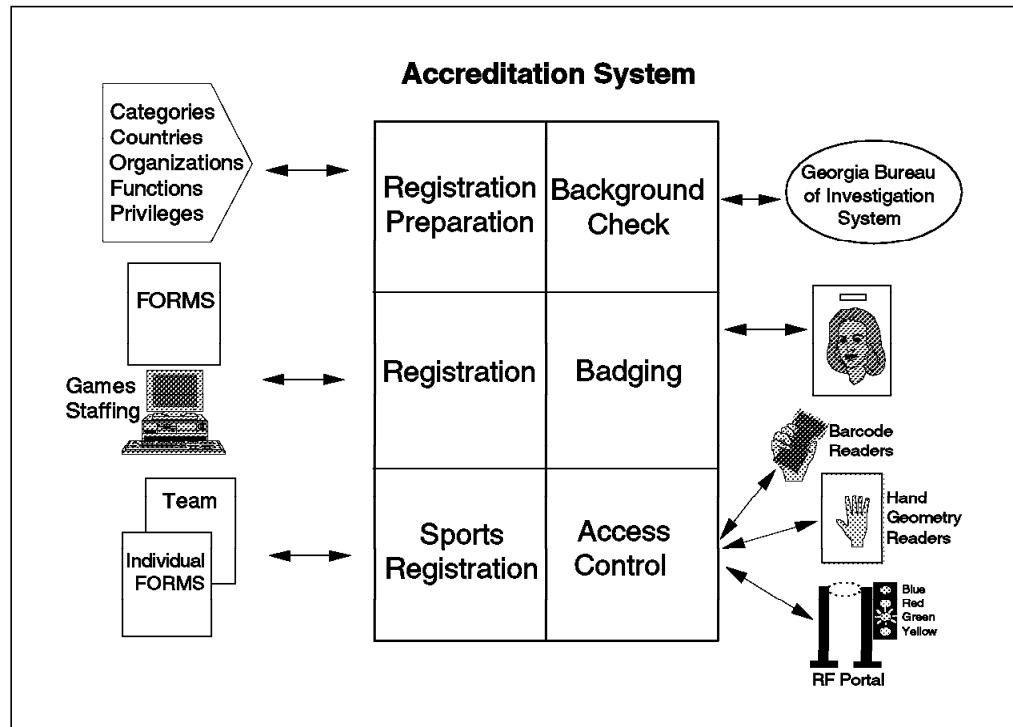 Accreditation System
Categories
Countries
Organizations
Functions
Privileges
Registration
Preparation
Background
Check
Georgia Bureau
of Investigation
System
FORMS
Games
Staffing
Registration
Badging
Team
Individual
FORMS
Sports
Registration
Access
Control
Barcode
Readers
Hand
Geometry
Readers
Blue
Red
Green
Yellow
RF Portal